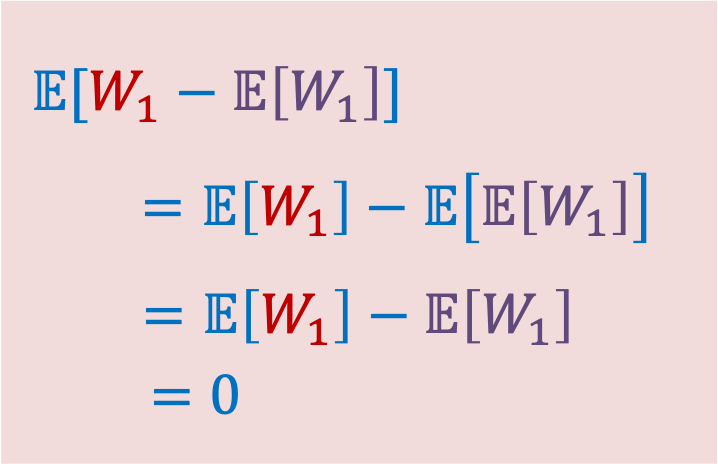 𝔼[W₁ − 𝔼[W₁]]
= 𝔼[W₁] − 𝔼[𝔼[W₁]]
= 𝔼[W₁] − 𝔼[W₁]
= 0